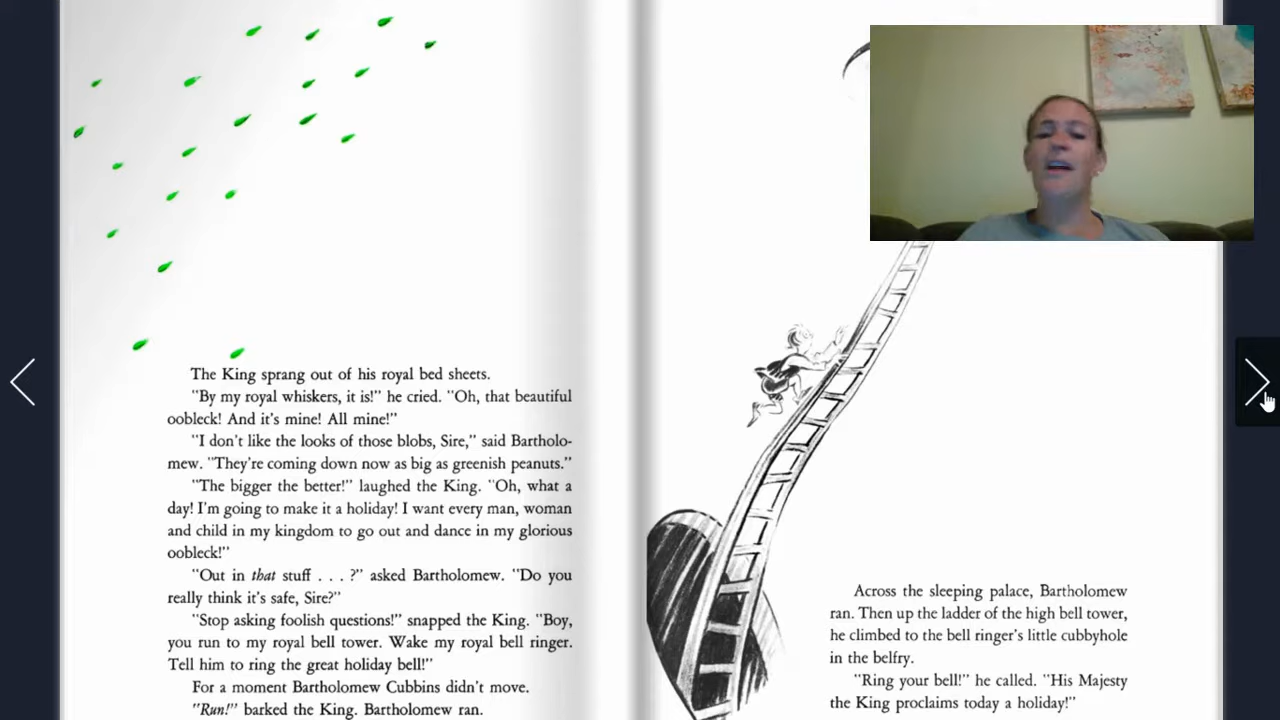 The King sprang out of his royal bed sheets.
"By my royal whiskers, it is!" he cried. "Oh, that beautiful
oobleck! And it's mine! All mine!"
"I don't like the looks of those blobs, Sire," said Bartholo-
mew. "They're coming down now as big as greenish peanuts."
"The bigger the better!" laughed the King. "Oh, what a
day! I'm going to make it a holiday! I want every man, woman
and child in my kingdom to go out and dance in my glorious
oobleck!"
"Out in that stuff . . . ?" asked Bartholomew. "Do you
really think it's safe, Sire?"
"Stop asking foolish questions!" snapped the King. "Boy,
you run to my royal bell tower. Wake my royal bell ringer.
Tell him to ring the great holiday bell!"
For a moment Bartholomew Cubbins didn't move.
"Run!" barked the King. Bartholomew ran.
Across the sleeping palace, Bartholomew
ran. Then up the ladder of the high bell tower,
he climbed to the bell ringer's little cubbyhole
in the belfry.
"Ring your bell!" he called. "His Majesty
the King proclaims today a holiday!"